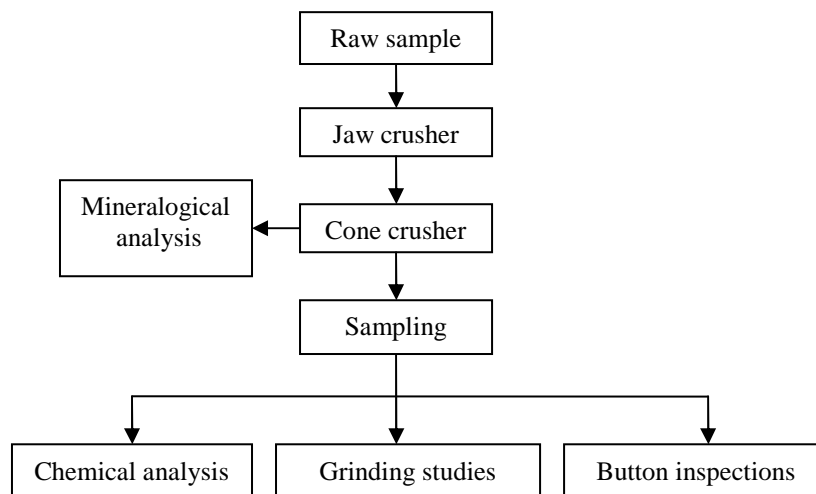 Raw sample
Jaw crusher
Mineralogical
analysis
Cone crusher
Sampling
Chemical analysis
Grinding studies
Button inspections